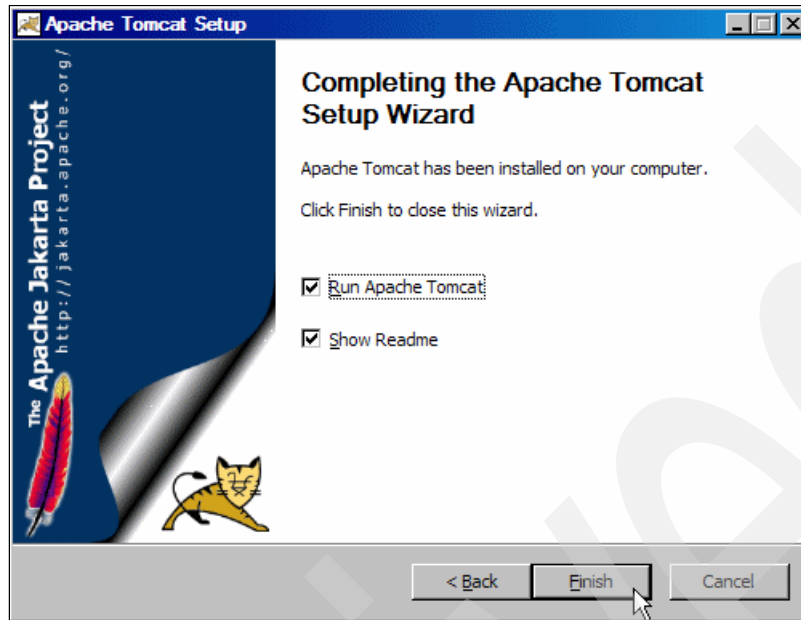 Apache Tomcat Setup
The Apache Jakarta Project
http://jakarta.apache.org/
Completing the Apache Tomcat
Setup Wizard
Apache Tomcat has been installed on your computer.
Click Finish to close this wizard.
Run Apache Tomcat
Show Readme
< Back
Finish
Cancel